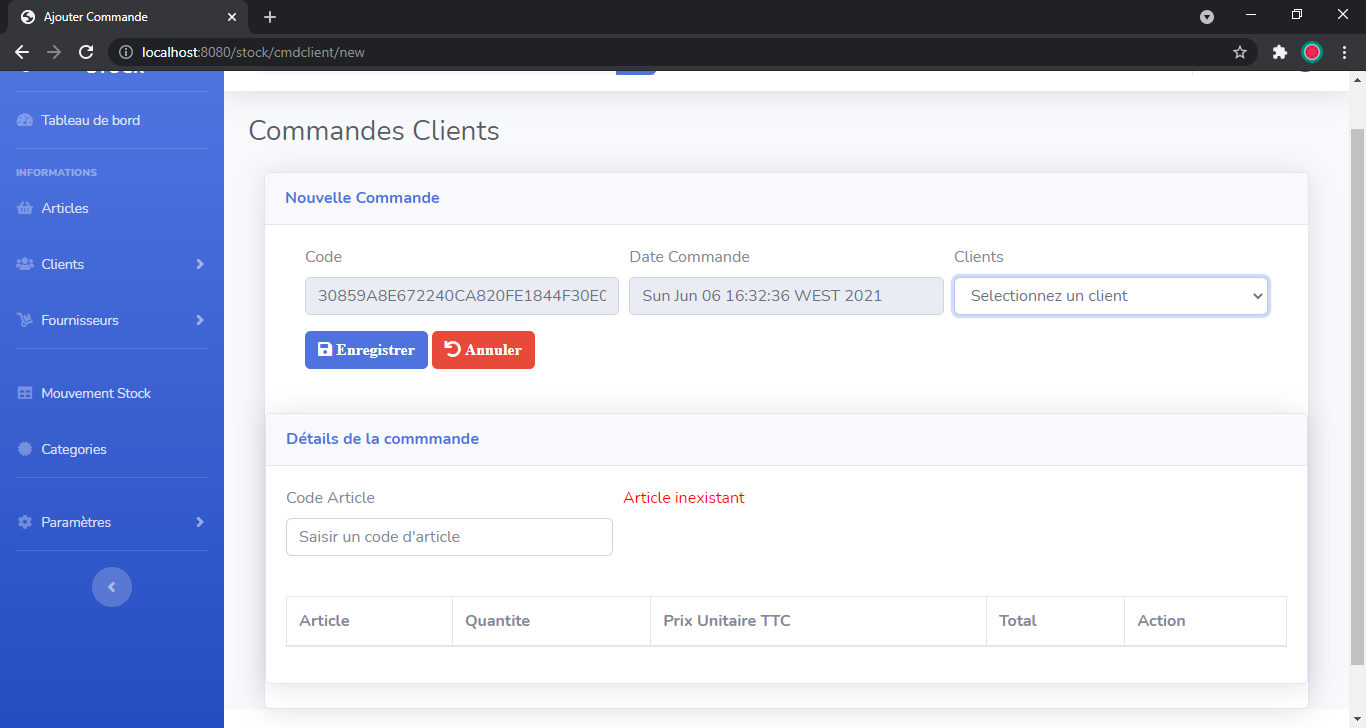 Ajouter Commande
localhost:8080/stock/cmdclient/new
Tableau de bord
INFORMATIONS
Articles
Clients
Fournisseurs
Mouvement Stock
Categories
Paramètres
Commandes Clients
Nouvelle Commande
Code Date Commande Clients
30859A8E672240CA820FE1844F30E Sun Jun 06 16:32:36 WEST 2021 Selectionnez un client
Enregistrer Annuler
Détails de la commmande
Code Article Article inexistant
Saisir un code d'article
Article Quantite Prix Unitaire TTC Total Action